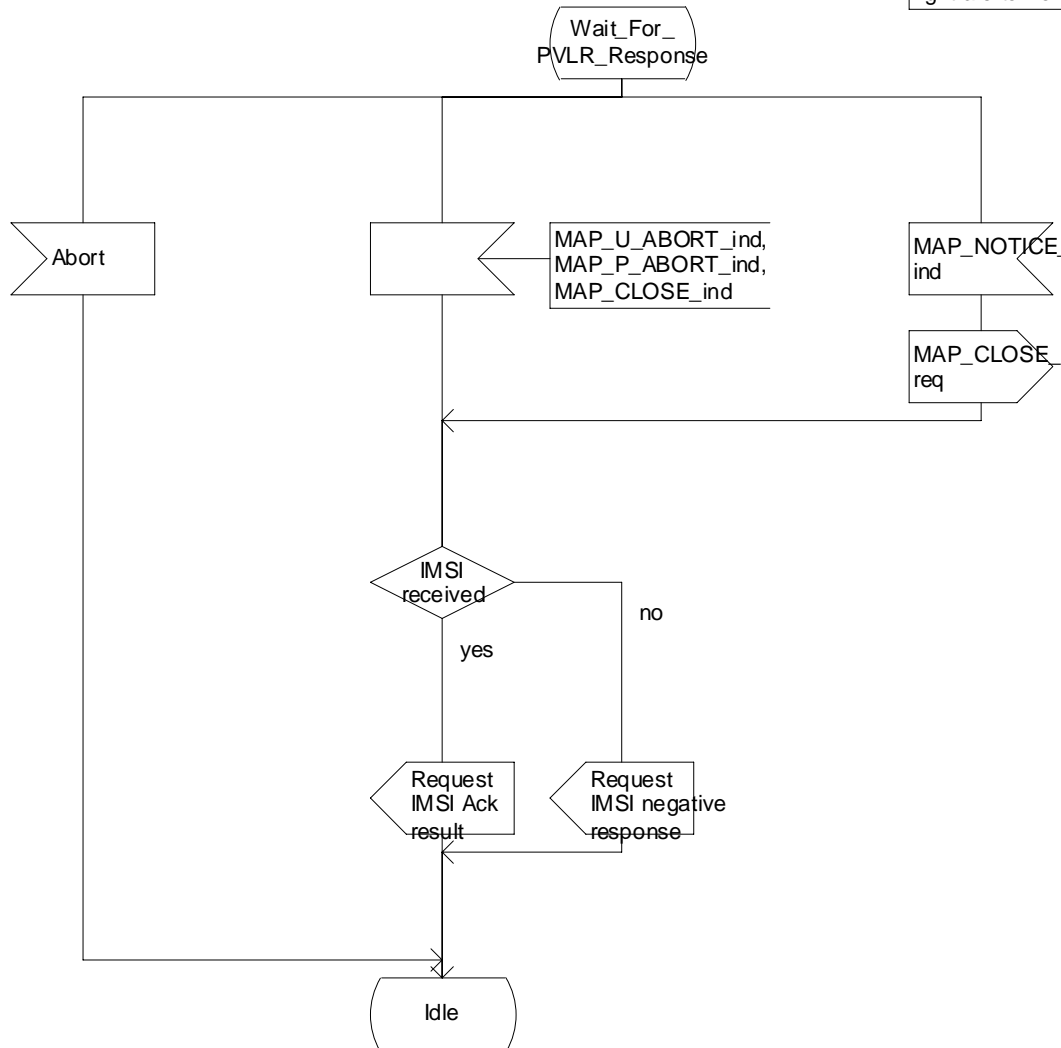 Wait_For_
PVLR_Response
Abort
MAP_U_ABORT_ind,
MAP_P_ABORT_ind,
MAP_CLOSE_ind
MAP_NOTICE_
ind
MAP_CLOSE_
req
IMSI
received
no
yes
Request
IMSI Ack
result
Request
IMSI negative
response
Idle